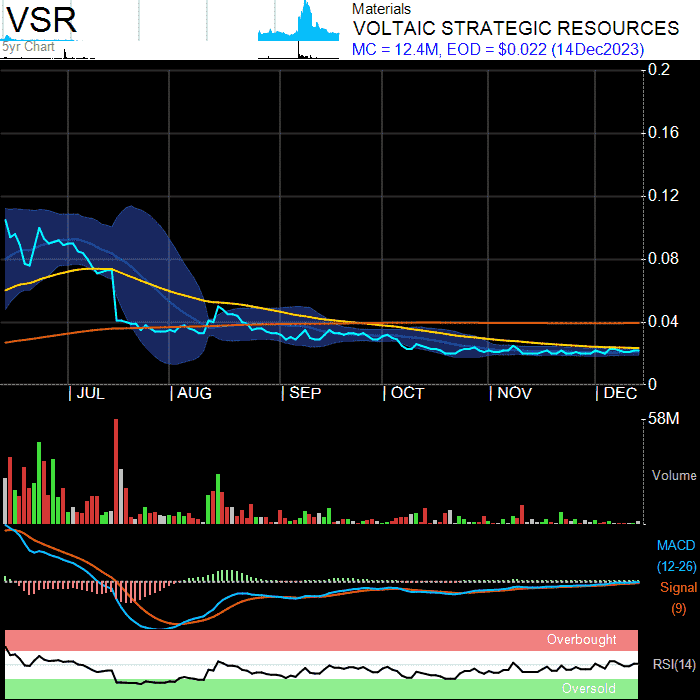 VSR
5yr Chart
Materials
VOLTAIC STRATEGIC RESOURCES
MC = 12.4M, EOD = $0.022 (14Dec2023)
0.2
0.16
0.12
0.08
0.04
0
JUL AUG SEP OCT NOV DEC
58M
Volume
MACD
(12-26)
Signal
(9)
Overbought
RSI(14)
Oversold